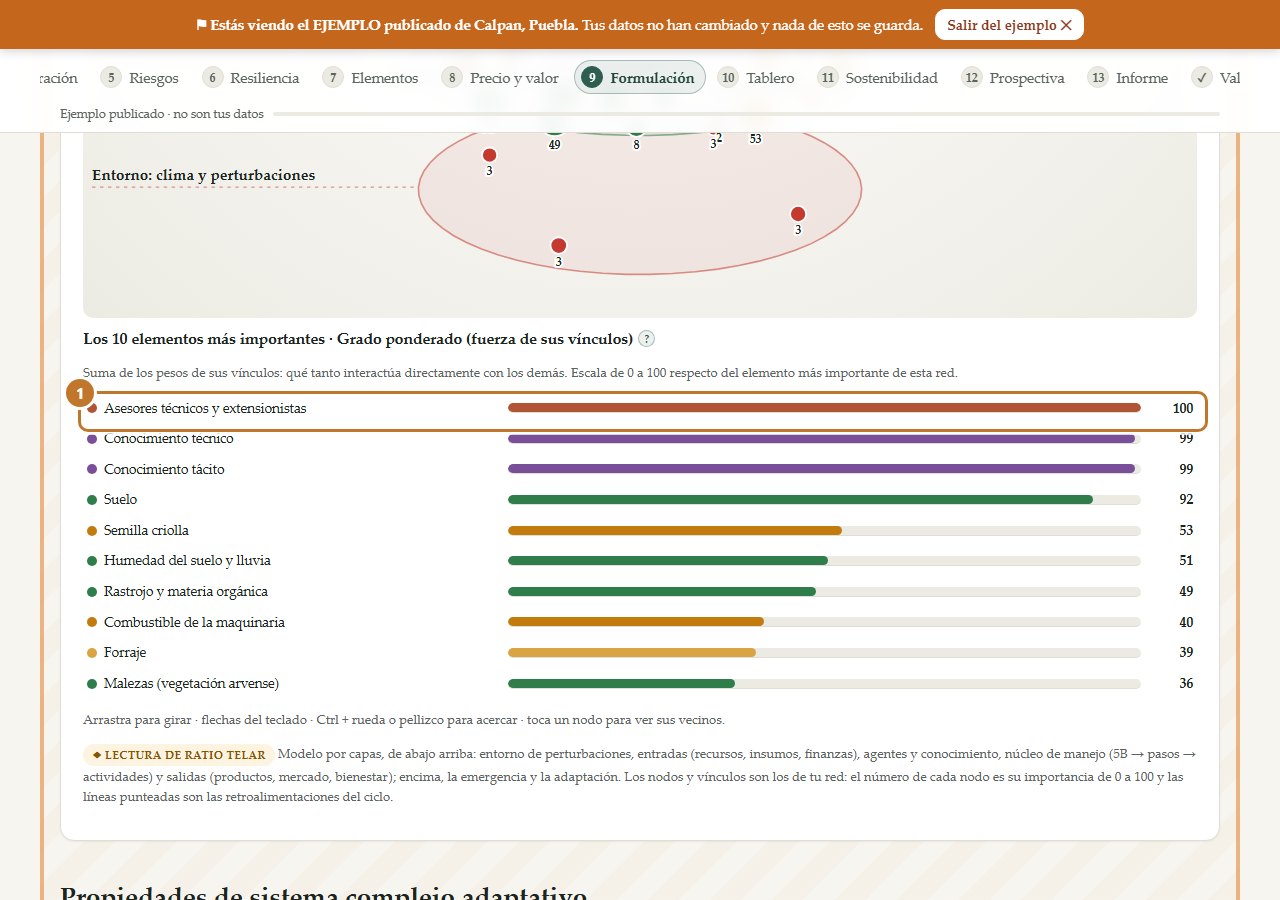 ⚑ Estás viendo el EJEMPLO publicado de Calpan, Puebla. Tus datos no han cambiado y nada de esto se guarda. Salir del ejemplo ✕
ración 5 Riesgos 6 Resiliencia 7 Elementos 8 Precio y valor 9 Formulación 10 Tablero 11 Sostenibilidad 12 Prospectiva 13 Informe ✓ Val
Ejemplo publicado · no son tus datos
49 8 3 2 53
3
Entorno: clima y perturbaciones
3
3
Los 10 elementos más importantes · Grado ponderado (fuerza de sus vínculos) ?
Suma de los pesos de sus vínculos: qué tanto interactúa directamente con los demás. Escala de 0 a 100 respecto del elemento más importante de esta red.
1
Asesores técnicos y extensionistas 100
Conocimiento técnico 99
Conocimiento tácito 99
Suelo 92
Semilla criolla 53
Humedad del suelo y lluvia 51
Rastrojo y materia orgánica 49
Combustible de la maquinaria 40
Forraje 39
Malezas (vegetación arvense) 36
Arrastra para girar · flechas del teclado · Ctrl + rueda o pellizco para acercar · toca un nodo para ver sus vecinos.
◆ LECTURA DE RATIO TELAR Modelo por capas, de abajo arriba: entorno de perturbaciones, entradas (recursos, insumos, finanzas), agentes y conocimiento, núcleo de manejo (5B → pasos →
actividades) y salidas (productos, mercado, bienestar); encima, la emergencia y la adaptación. Los nodos y vínculos son los de tu red: el número de cada nodo es su importancia de 0 a 100 y las
líneas punteadas son las retroalimentaciones del ciclo.
Propiedades de sistema complejo adaptativo